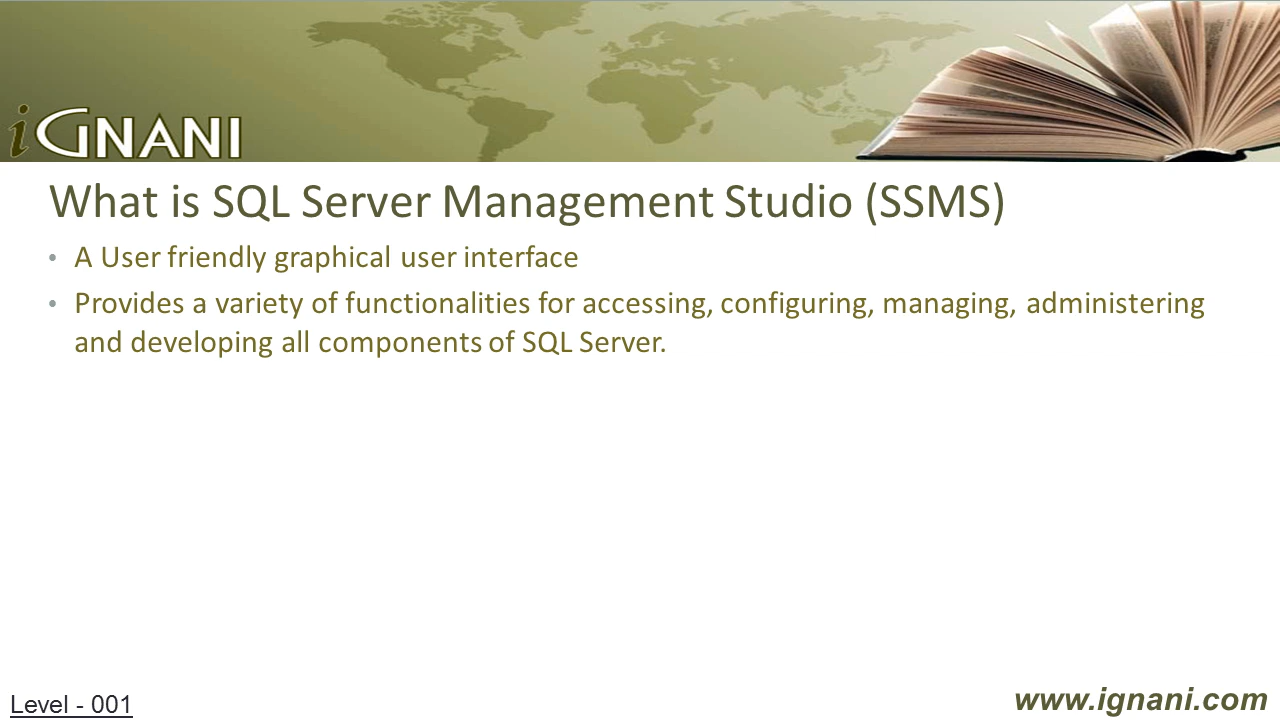 iGNANI
What is SQL Server Management Studio (SSMS)
• A User friendly graphical user interface
• Provides a variety of functionalities for accessing, configuring, managing, administering
and developing all components of SQL Server.
Level - 001
www.ignani.com